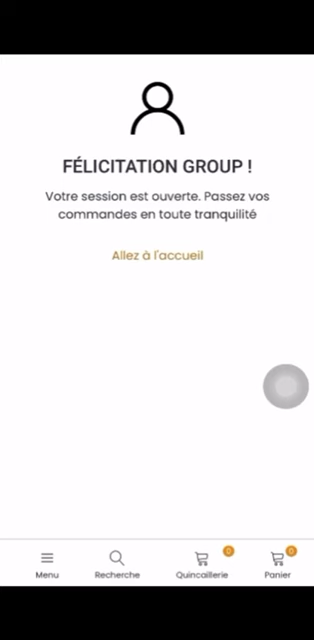 FÉLICITATION GROUP !
Votre session est ouverte. Passez vos
commandes en toute tranquilité
Allez à l'accueil
0
0
Menu
Recherche
Quincaillerie
Panier